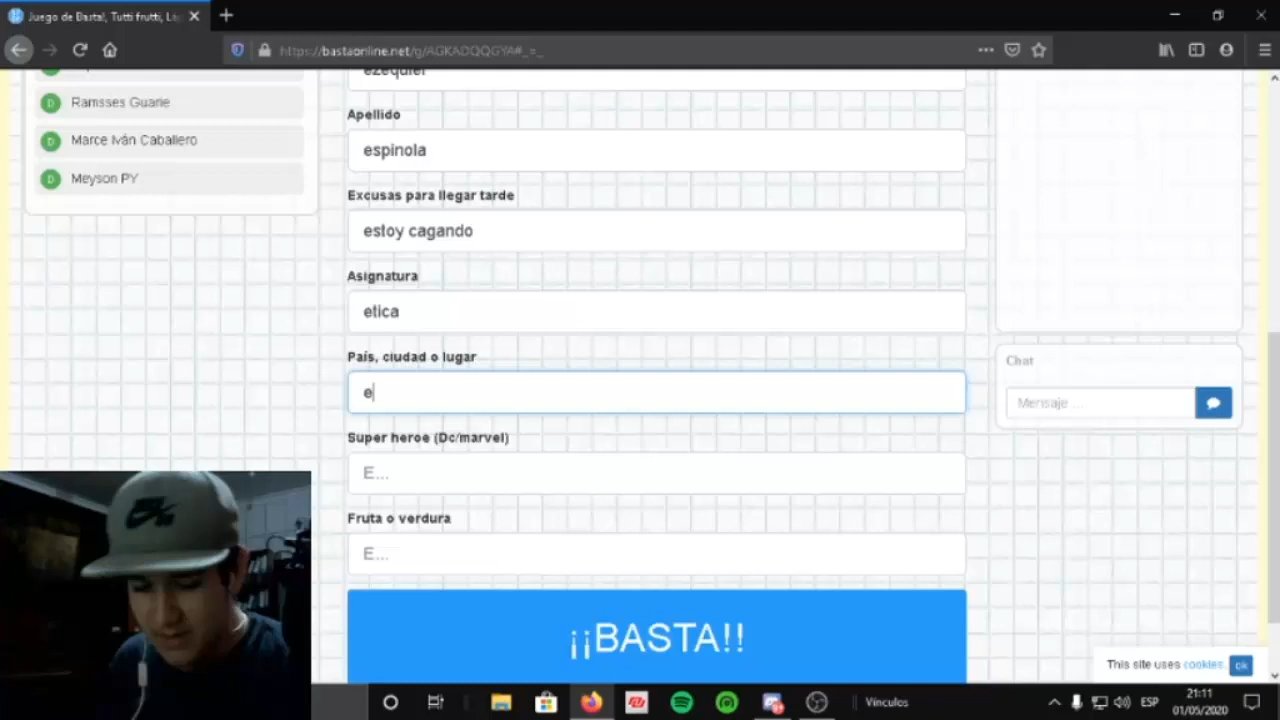 Juego de Basta!, Tutti frutti, La
https://bastaonline.net/g/AGKADQQGYA#_=_
ezequiel
D Ramsses Guarie
D Marce Iván Caballero
D Meyson PY
Apellido
espinola
Excusas para llegar tarde
estoy cagando
Asignatura
etica
País, ciudad o lugar
e
Super heroe (Dc/marvel)
E...
Fruta o verdura
E...
¡¡BASTA!!
Chat
Mensaje ...
This site uses cookies. ok
Vínculos
ESP
21:11
01/05/2020